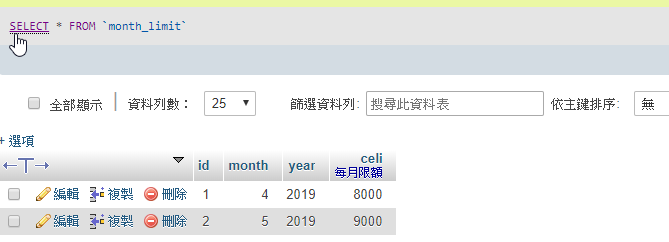 SELECT * FROM `month_limit`
全部顯示 | 資料列數： 25 篩選資料列: 搜尋此資料表 依主鍵排序: 無
+ 選項
←T→ id month year celi
每月限額
編輯 複製 刪除 1 4 2019 8000
編輯 複製 刪除 2 5 2019 9000